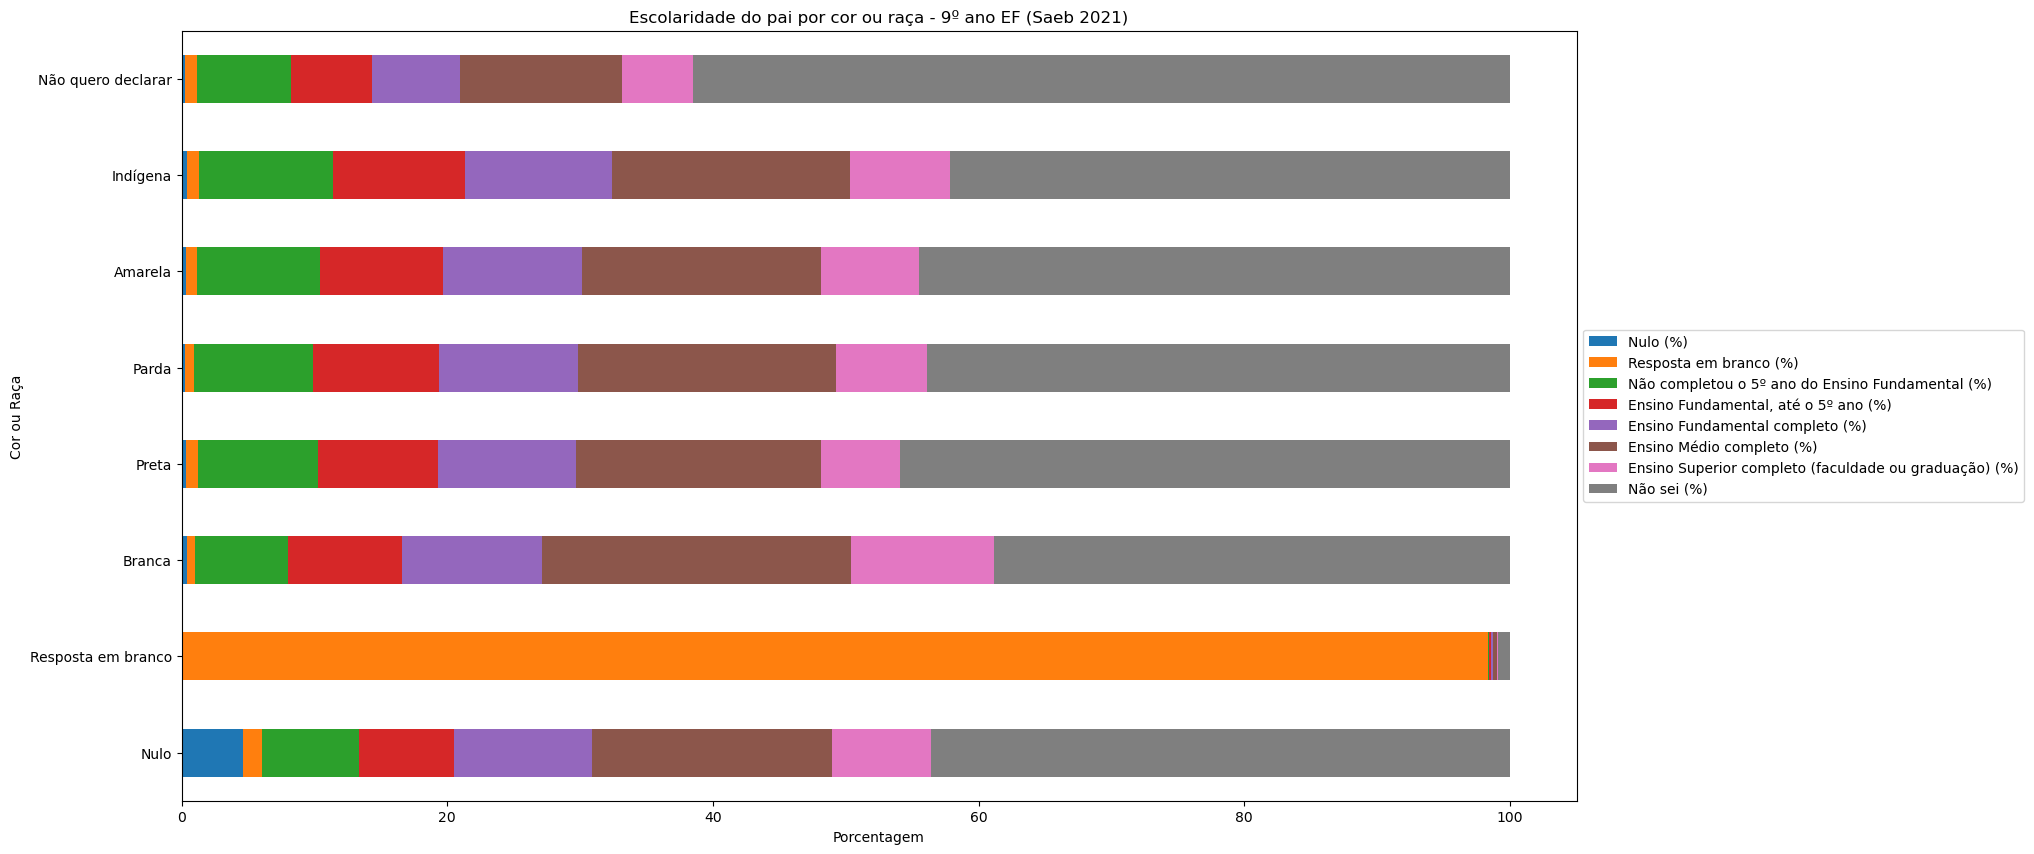 Escolaridade do pai por cor ou raça - 9º ano EF (Saeb 2021)
Cor ou Raça
Não quero declarar
Indígena
Amarela
Parda
Preta
Branca
Resposta em branco
Nulo
0 20 40 60 80 100
Porcentagem
Nulo (%)
Resposta em branco (%)
Não completou o 5º ano do Ensino Fundamental (%)
Ensino Fundamental, até o 5º ano (%)
Ensino Fundamental completo (%)
Ensino Médio completo (%)
Ensino Superior completo (faculdade ou graduação) (%)
Não sei (%)